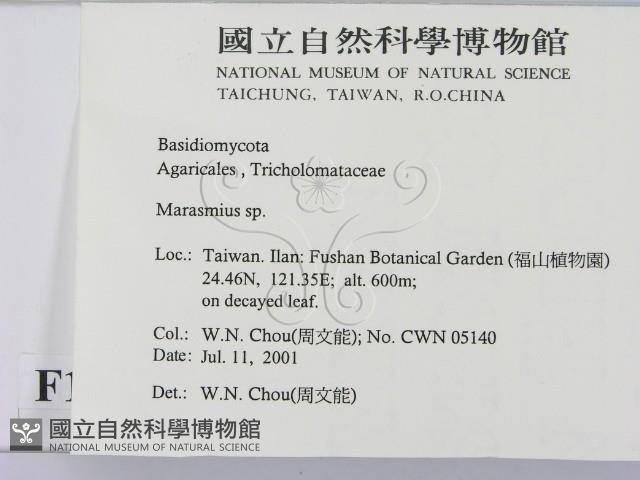 國立自然科學博物館
NATIONAL MUSEUM OF NATURAL SCIENCE
TAICHUNG, TAIWAN, R.O.CHINA
Basidiomycota
Agaricales , Tricholomataceae
Marasmius sp.
Loc.: Taiwan. Ilan: Fushan Botanical Garden (福山植物園)
24.46N, 121.35E; alt. 600m;
on decayed leaf.
Col.: W.N. Chou(周文能); No. CWN 05140
Date: Jul. 11, 2001
Det.: W.N. Chou(周文能)
國立自然科學博物館
NATIONAL MUSEUM OF NATURAL SCIENCE